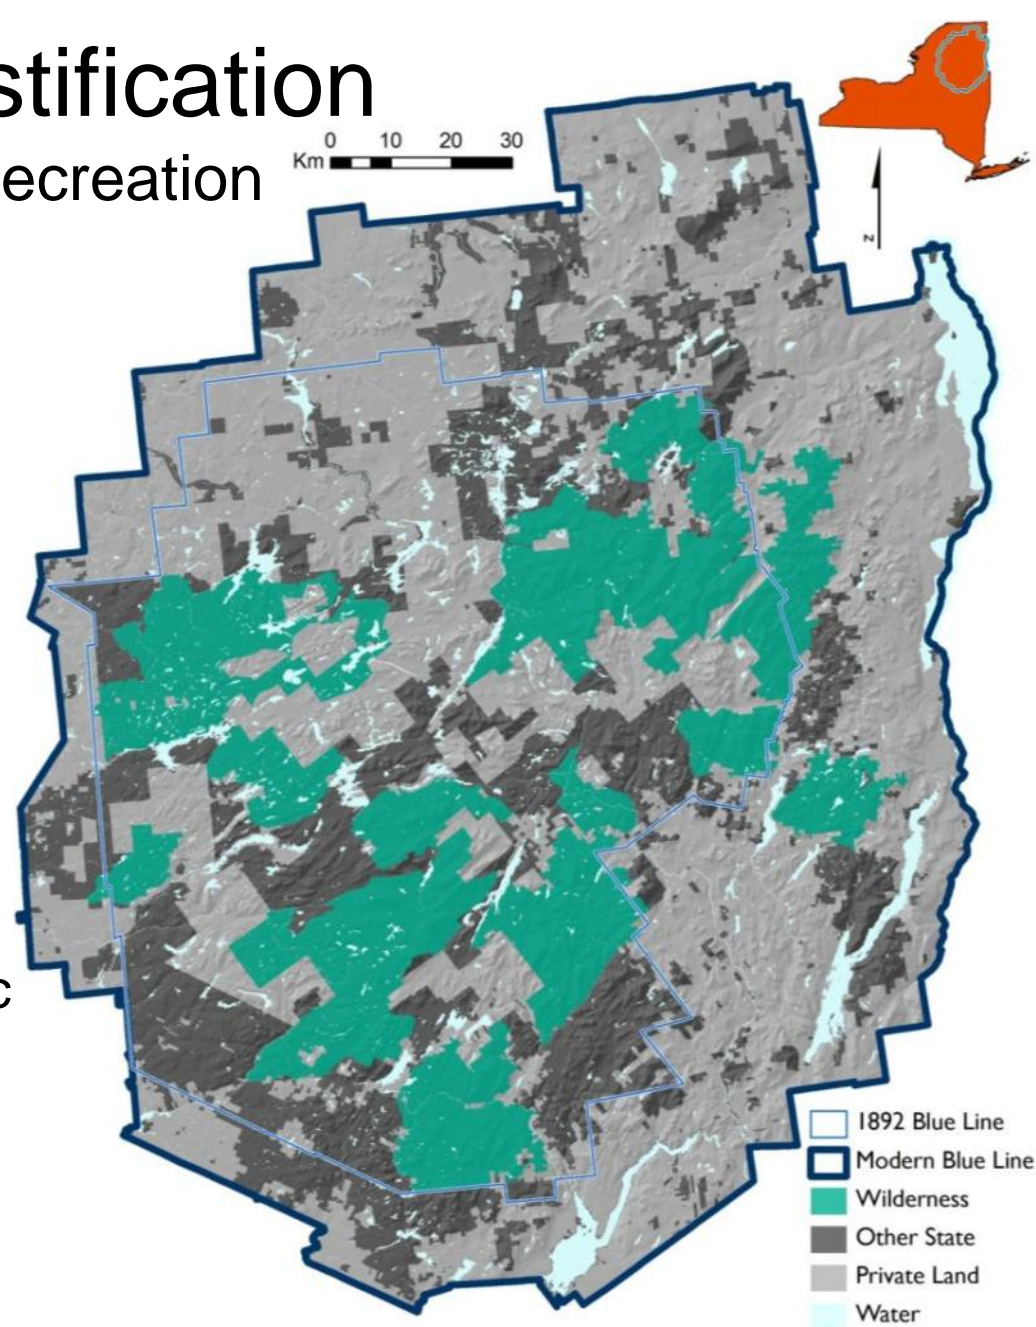 stification
ecreation
0 10 20 30
Km
N
c
1892 Blue Line
Modern Blue Line
Wilderness
Other State
Private Land
Water